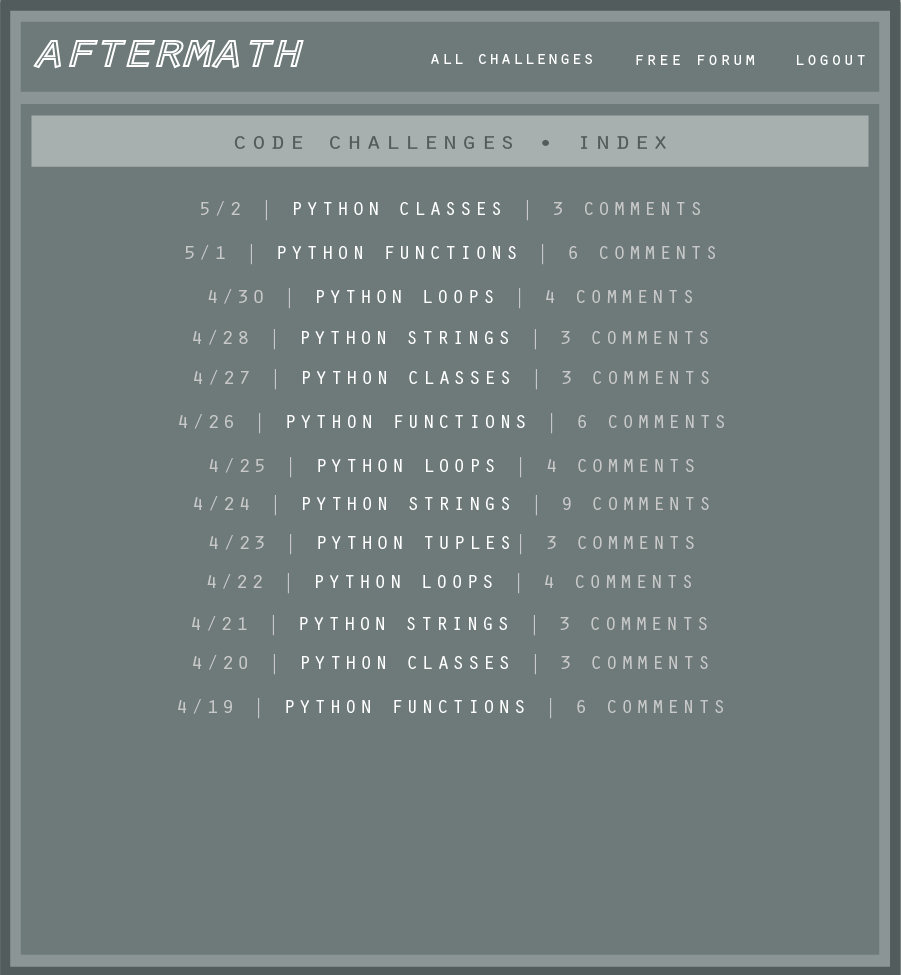 AFTERMATH
ALL CHALLENGES FREE FORUM LOGOUT
CODE CHALLENGES • INDEX
5/2 | PYTHON CLASSES | 3 COMMENTS
5/1 | PYTHON FUNCTIONS | 6 COMMENTS
4/30 | PYTHON LOOPS | 4 COMMENTS
4/28 | PYTHON STRINGS | 3 COMMENTS
4/27 | PYTHON CLASSES | 3 COMMENTS
4/26 | PYTHON FUNCTIONS | 6 COMMENTS
4/25 | PYTHON LOOPS | 4 COMMENTS
4/24 | PYTHON STRINGS | 9 COMMENTS
4/23 | PYTHON TUPLES| 3 COMMENTS
4/22 | PYTHON LOOPS | 4 COMMENTS
4/21 | PYTHON STRINGS | 3 COMMENTS
4/20 | PYTHON CLASSES | 3 COMMENTS
4/19 | PYTHON FUNCTIONS | 6 COMMENTS